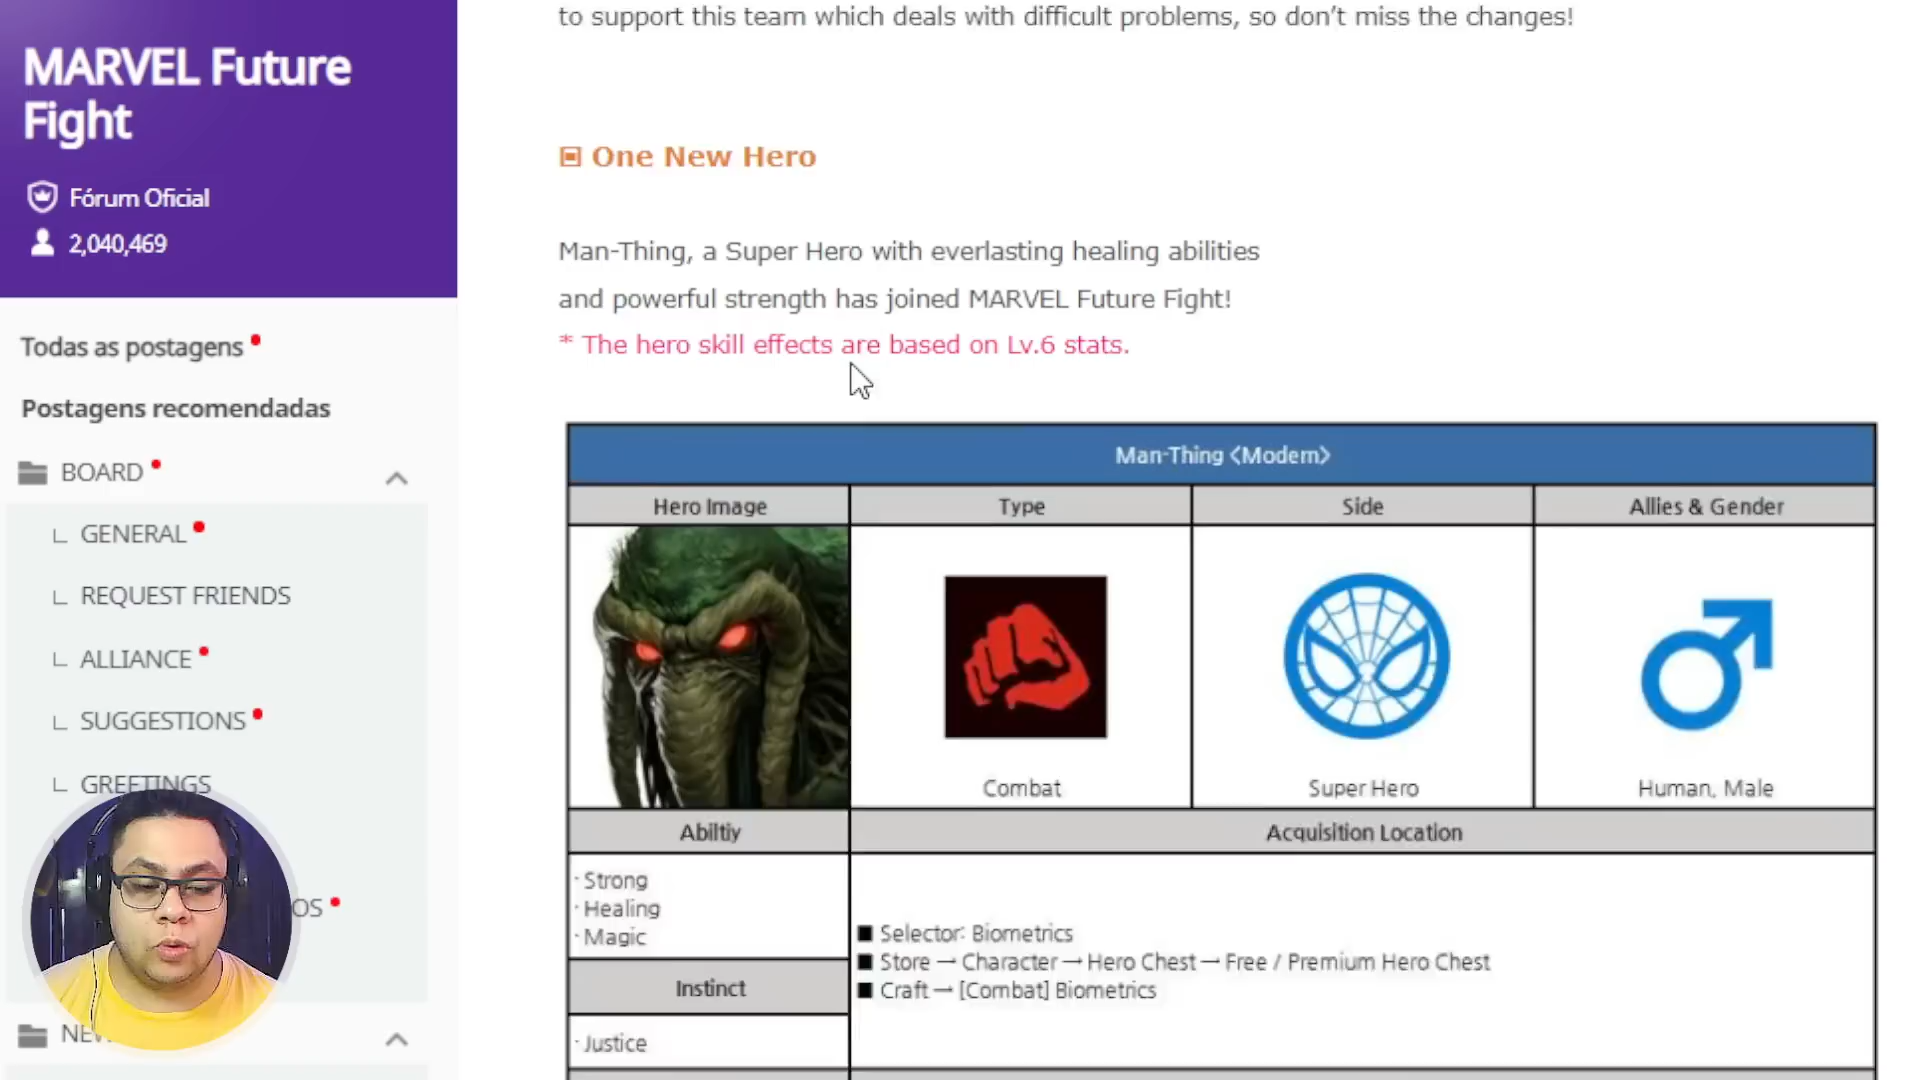 MARVEL Future
Fight
Fórum Oficial
2,040,469
Todas as postagens
Postagens recomendadas
BOARD
GENERAL
REQUEST FRIENDS
ALLIANCE
SUGGESTIONS
GREETINGS
OS
to support this team which deals with difficult problems, so don't miss the changes!
One New Hero
Man-Thing, a Super Hero with everlasting healing abilities
and powerful strength has joined MARVEL Future Fight!
* The hero skill effects are based on Lv.6 stats.
Man-Thing <Modern>
Hero Image Type Side Allies & Gender
Combat Super Hero Human, Male
Abiltiy Acquisition Location
· Strong
· Healing
· Magic
Instinct
· Justice
■ Selector: Biometrics
■ Store → Character → Hero Chest → Free / Premium Hero Chest
■ Craft → [Combat] Biometrics